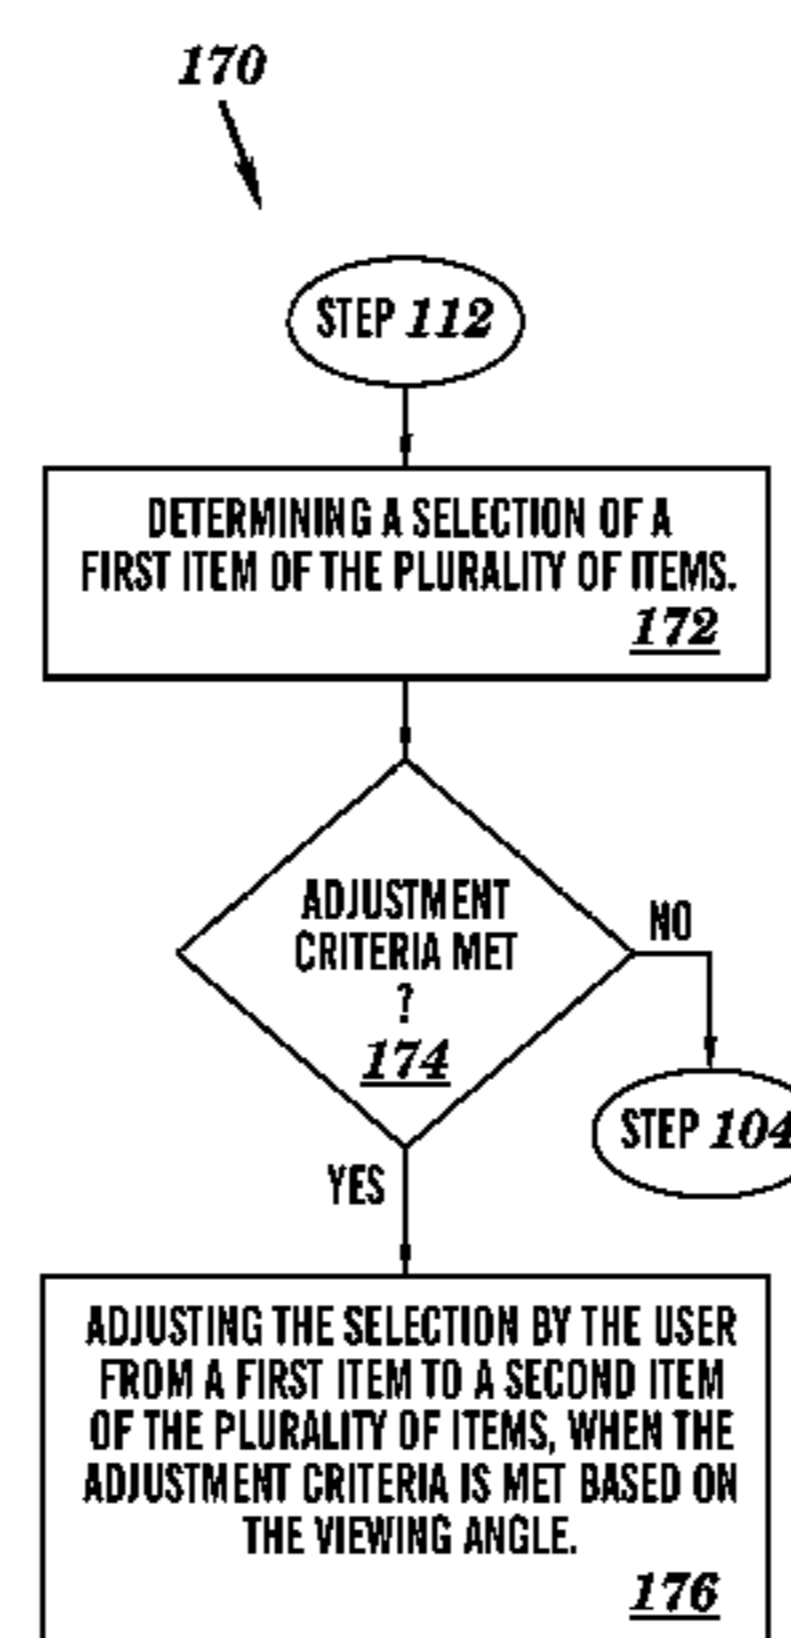 170
STEP 112
DETERMINING A SELECTION OF A
FIRST ITEM OF THE PLURALITY OF ITEMS.
172
ADJUSTMENT
CRITERIA MET
?
174
NO
STEP 104
YES
ADJUSTING THE SELECTION BY THE USER
FROM A FIRST ITEM TO A SECOND ITEM
OF THE PLURALITY OF ITEMS, WHEN THE
ADJUSTMENT CRITERIA IS MET BASED ON
THE VIEWING ANGLE.
176